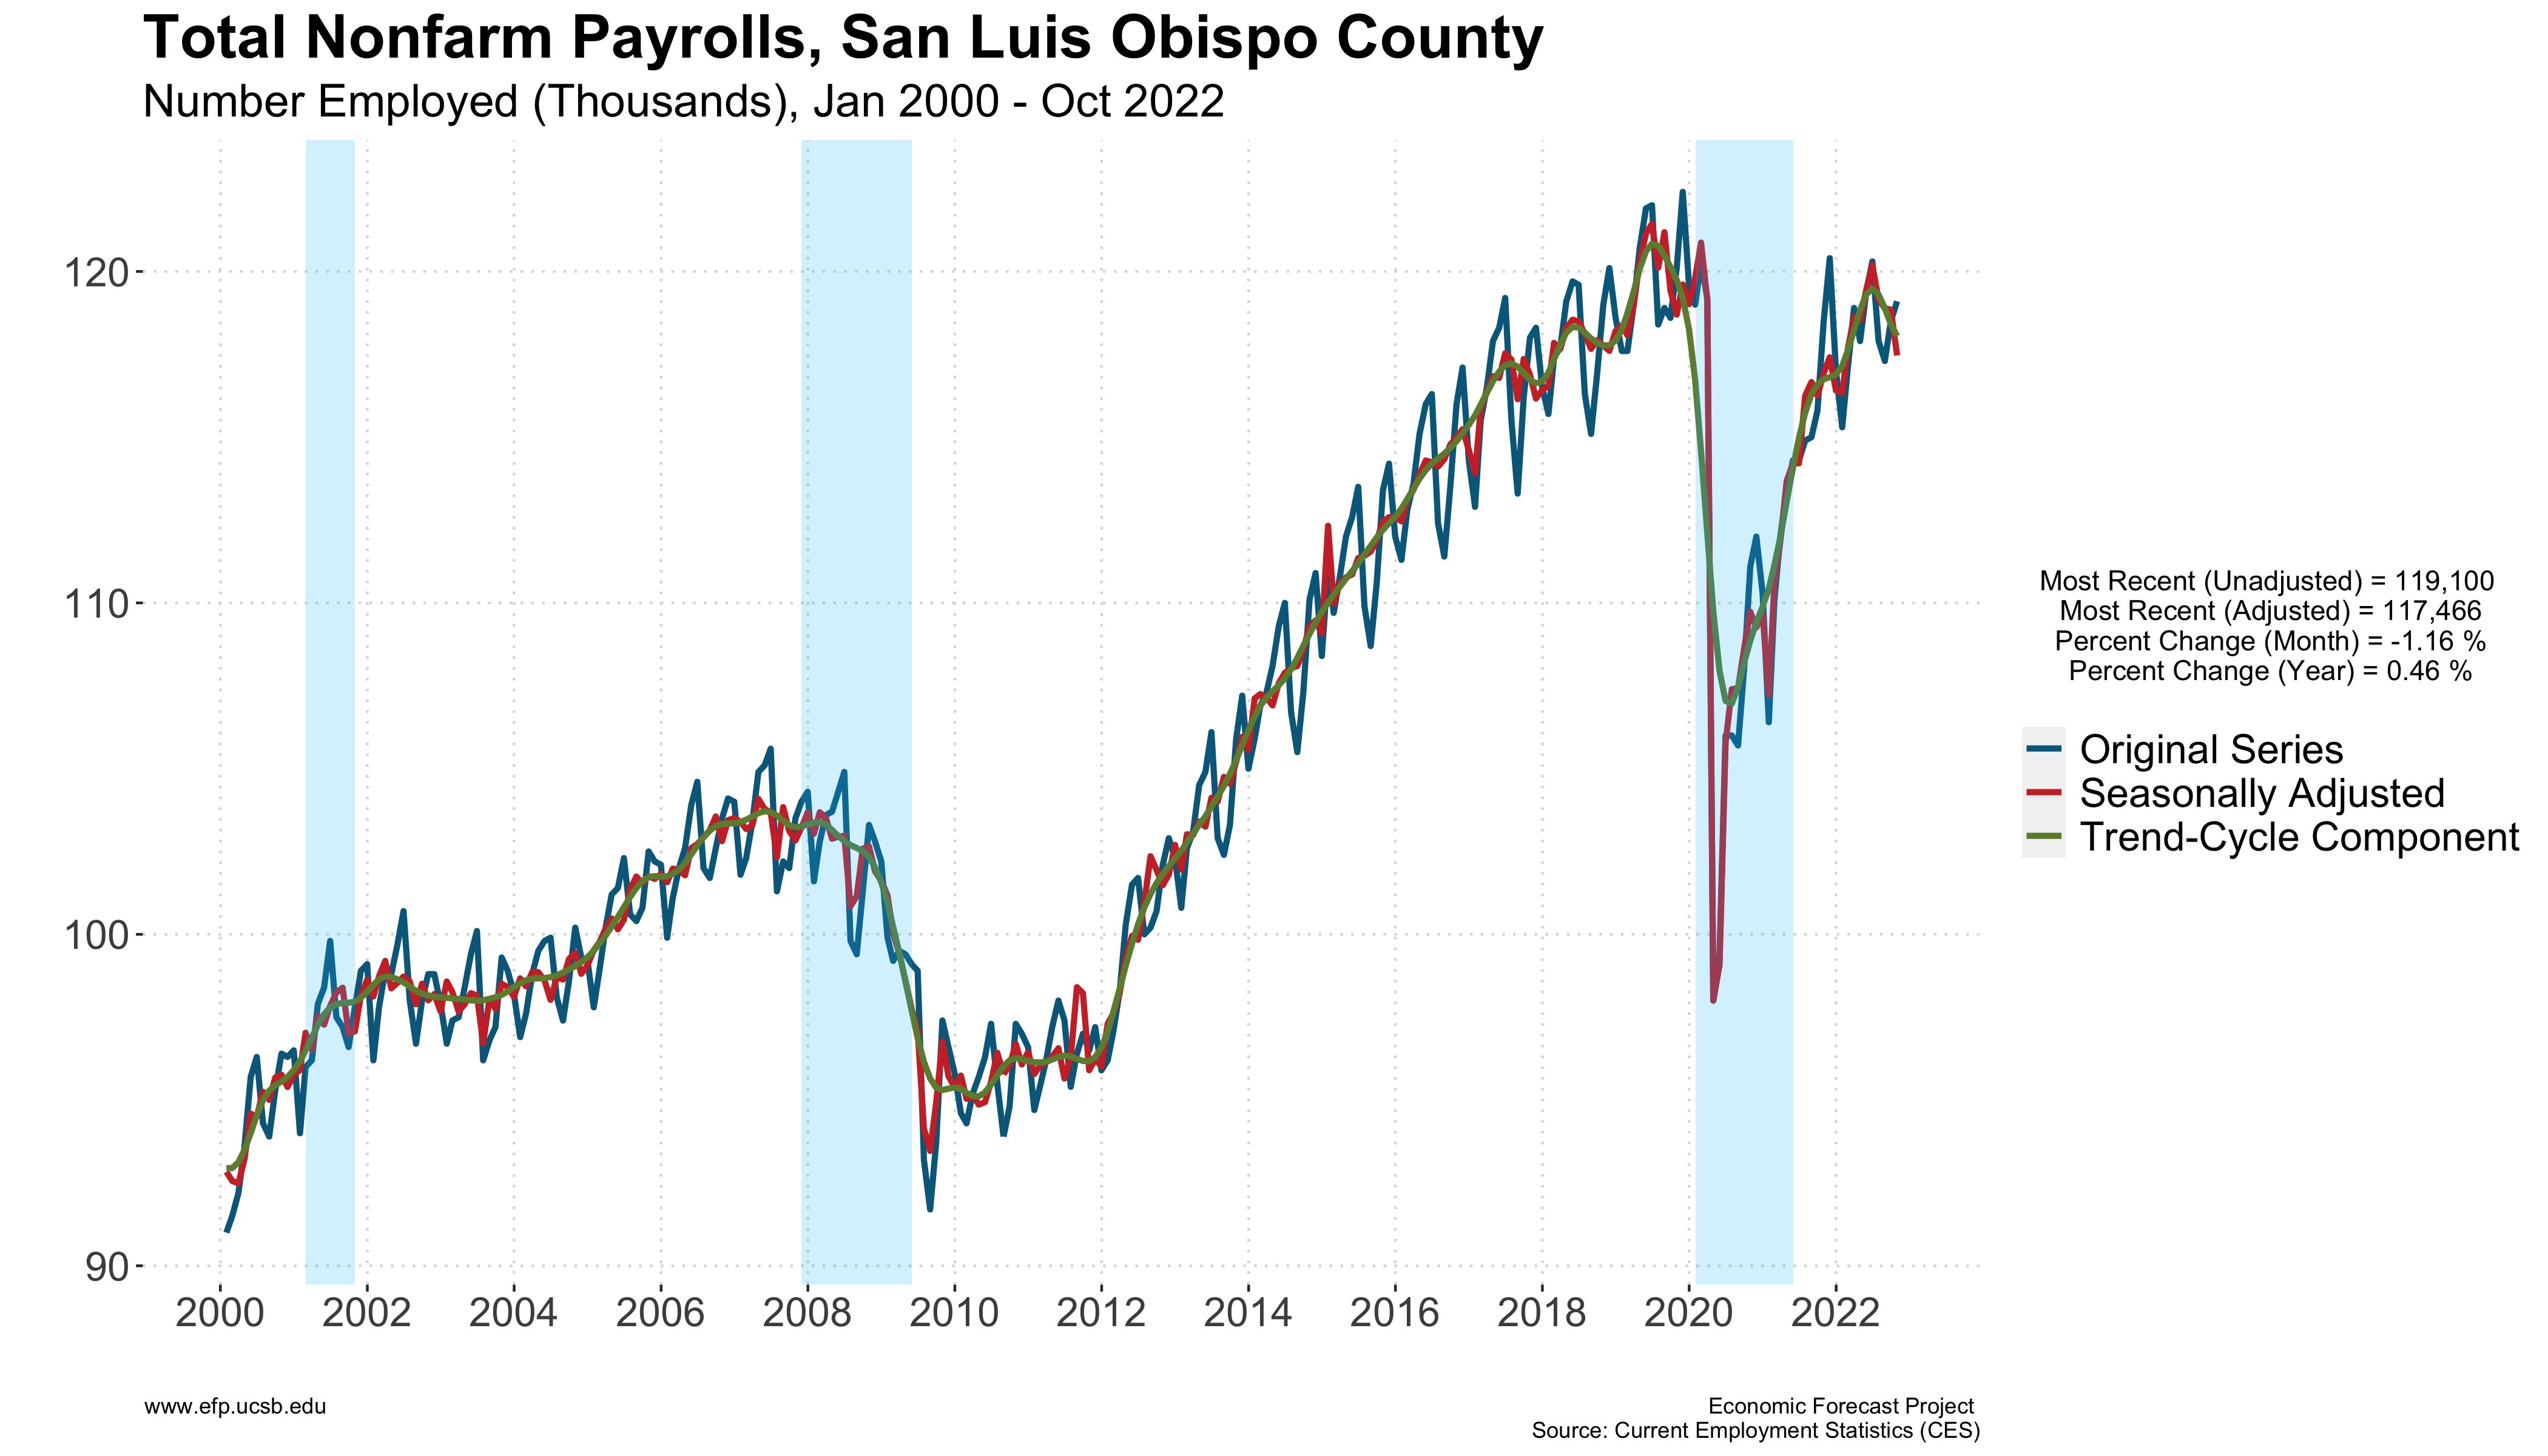 Total Nonfarm Payrolls, San Luis Obispo County
Number Employed (Thousands), Jan 2000 - Oct 2022
120
110
100
90
2000 2002 2004 2006 2008 2010 2012 2014 2016 2018 2020 2022
Most Recent (Unadjusted) = 119,100
Most Recent (Adjusted) = 117,466
Percent Change (Month) = -1.16 %
Percent Change (Year) = 0.46 %
Original Series
Seasonally Adjusted
Trend-Cycle Component
www.efp.ucsb.edu
Economic Forecast Project
Source: Current Employment Statistics (CES)